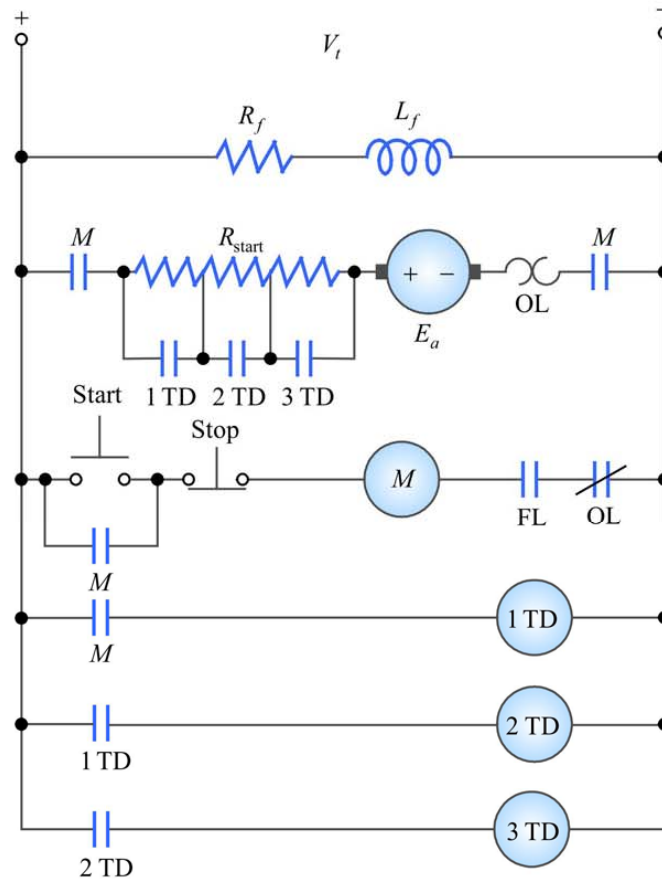 + −
V_t
R_f L_f
M R_start M
+ −
OL
E_a
1 TD 2 TD 3 TD
Start
Stop
M
FL OL
M
1 TD
M
2 TD
1 TD
3 TD
2 TD